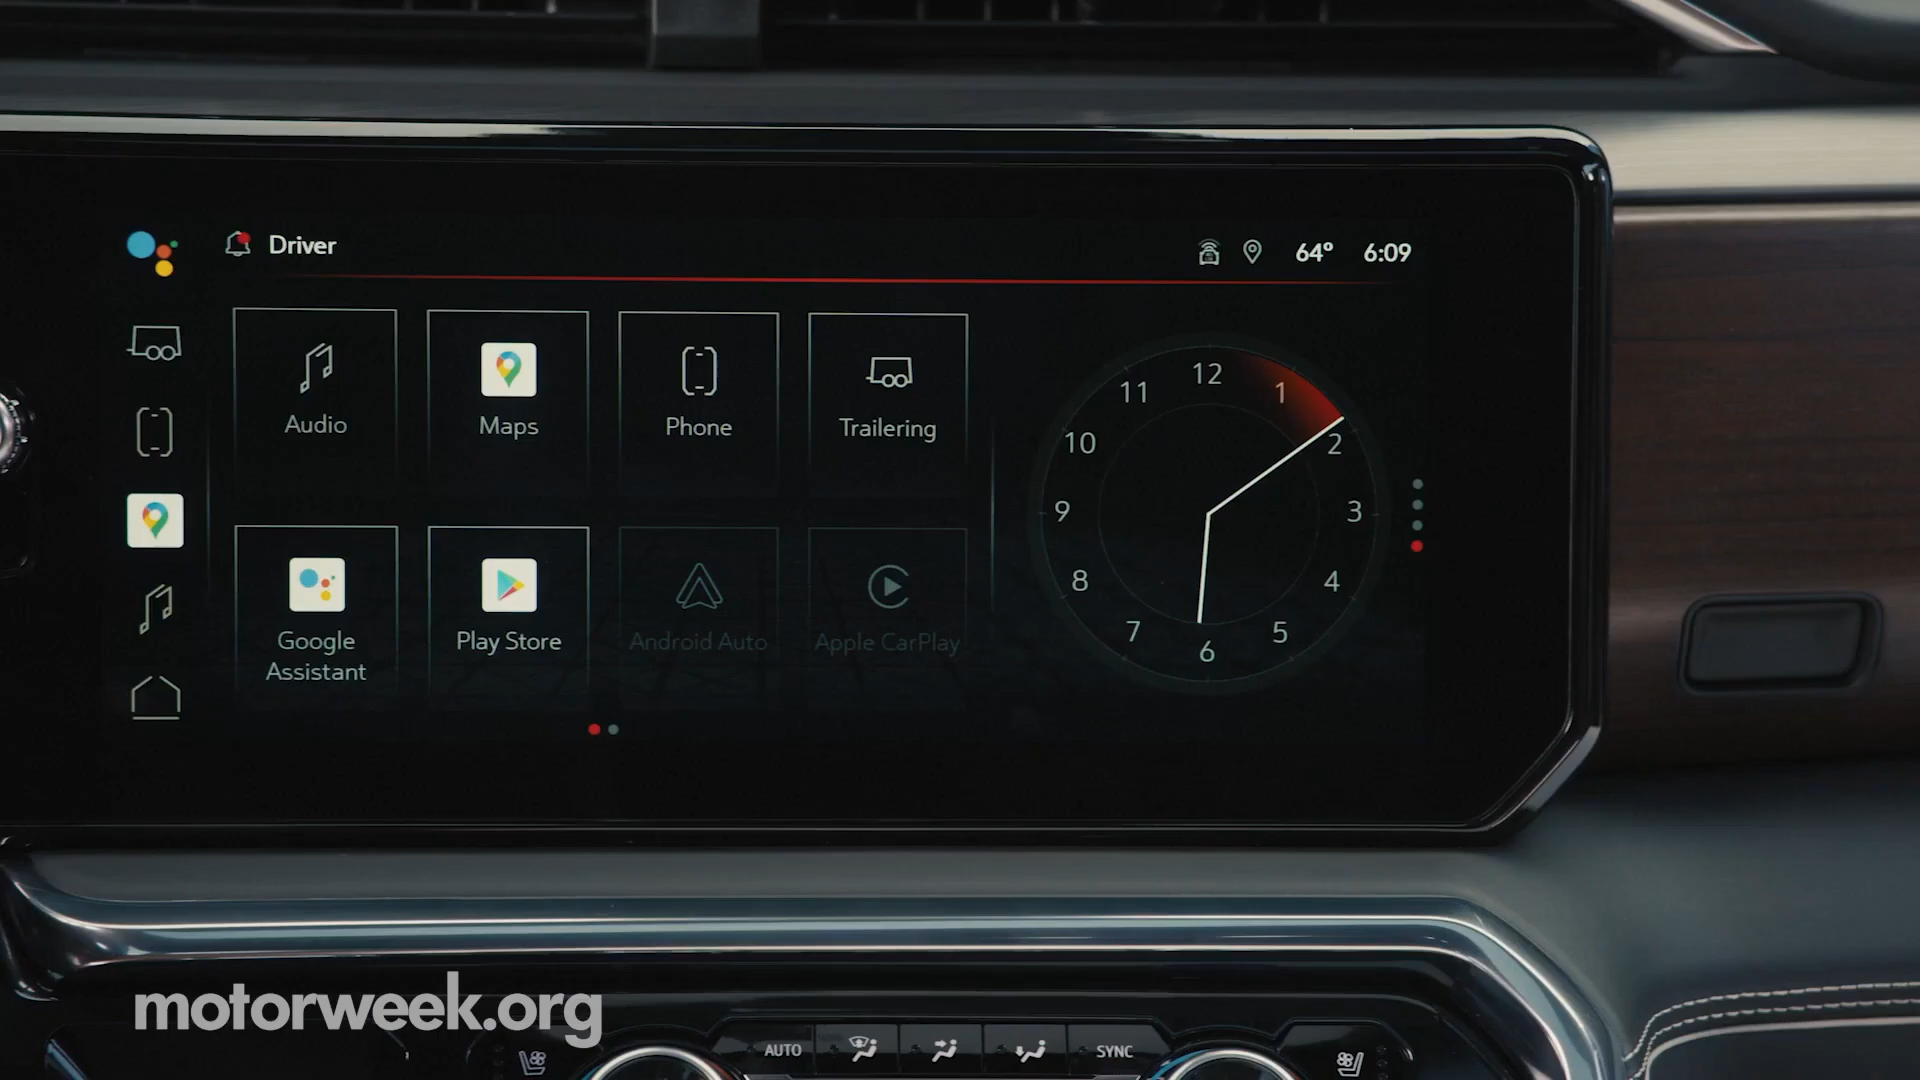 Driver
64° 6:09
Audio
Maps
Phone
Trailering
Google
Assistant
Play Store
Android Auto
Apple CarPlay
12
1
2
3
4
5
6
7
8
9
10
11
motorweek.org
AUTO
SYNC